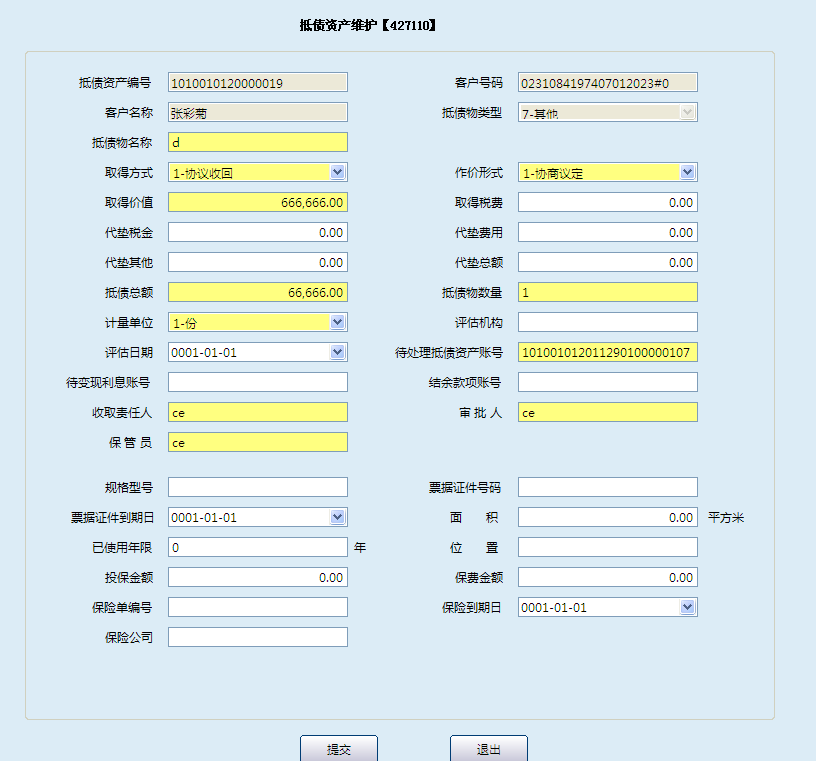 抵债资产维护【427110】
抵债资产编号 1010010120000019 客户号码 0231084197407012023#0
客户名称 张彩菊 抵债物类型 7-其他
抵债物名称 d
取得方式 1-协议收回 作价形式 1-协商议定
取得价值 666,666.00 取得税费 0.00
代垫税金 0.00 代垫费用 0.00
代垫其他 0.00 代垫总额 0.00
抵债总额 66,666.00 抵债物数量 1
计量单位 1-份 评估机构
评估日期 0001-01-01 待处理抵债资产账号 101001012011290100000107
待变现利息账号 结余款项账号
收取责任人 ce 审 批 人 ce
保 管 员 ce
规格型号 票据证件号码
票据证件到期日 0001-01-01 面 积 0.00 平方米
已使用年限 0 年 位 置
投保金额 0.00 保费金额 0.00
保险单编号 保险到期日 0001-01-01
保险公司
提交 退出